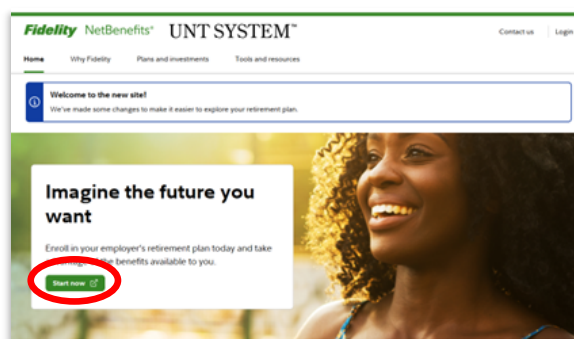 Fidelity NetBenefits® UNT SYSTEM™
Contact us Login
Home Why Fidelity Plans and investments Tools and resources
Welcome to the new site!
We've made some changes to make it easier to explore your retirement plan.
Imagine the future you
want
Enroll in your employer's retirement plan today and take
the benefits available to you.
Start now